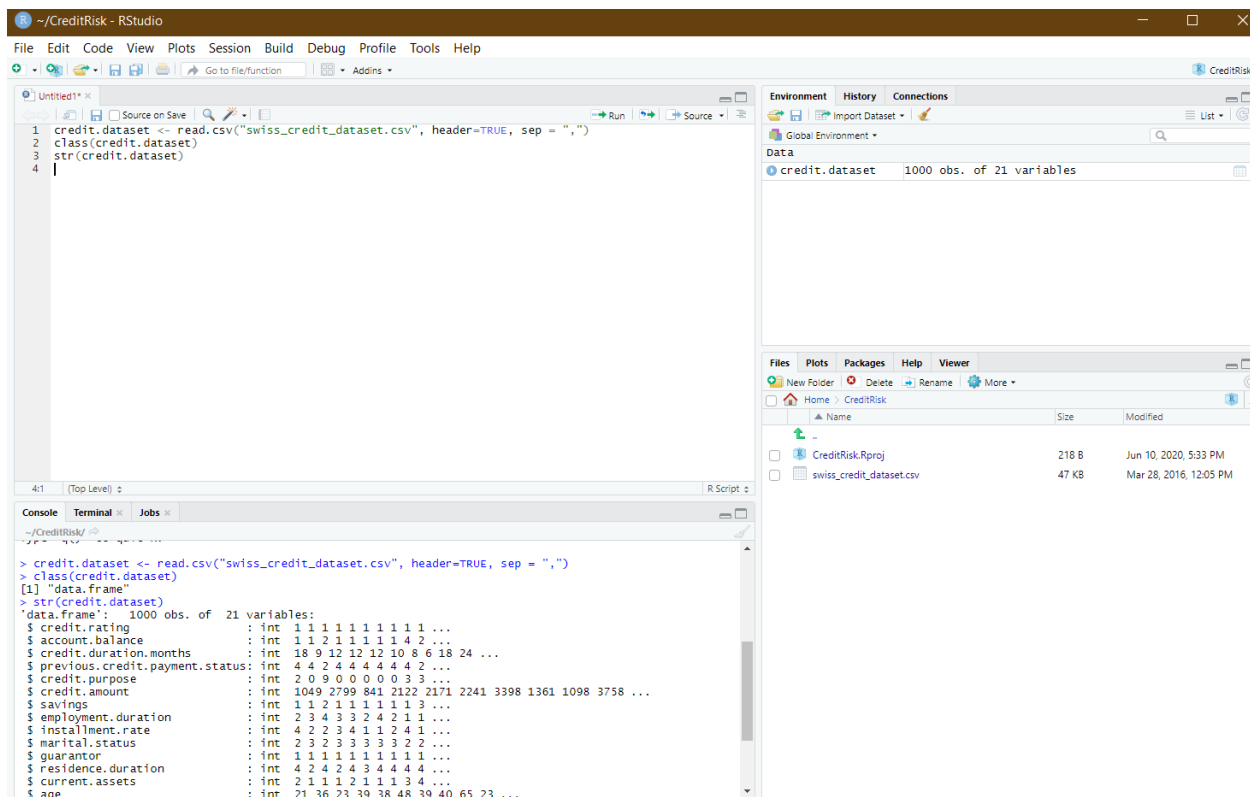 ~/CreditRisk - RStudio
File Edit Code View Plots Session Build Debug Profile Tools Help
Go to file/function Addins CreditRisk
Untitled1*
Source on Save Run Source
1 credit.dataset <- read.csv("swiss_credit_dataset.csv", header=TRUE, sep = ",")
2 class(credit.dataset)
3 str(credit.dataset)
4
4:1 (Top Level) R Script
Console Terminal Jobs
~/CreditRisk/
> credit.dataset <- read.csv("swiss_credit_dataset.csv", header=TRUE, sep = ",")
> class(credit.dataset)
[1] "data.frame"
> str(credit.dataset)
'data.frame': 1000 obs. of 21 variables:
$ credit.rating : int 1 1 1 1 1 1 1 1 1 1 ...
$ account.balance : int 1 1 2 1 1 1 1 1 4 2 ...
$ credit.duration.months : int 18 9 12 12 12 10 8 6 18 24 ...
$ previous.credit.payment.status: int 4 4 2 4 4 4 4 4 4 2 ...
$ credit.purpose : int 2 0 9 0 0 0 0 0 3 3 ...
$ credit.amount : int 1049 2799 841 2122 2171 2241 3398 1361 1098 3758 ...
$ savings : int 1 1 2 1 1 1 1 1 1 3 ...
$ employment.duration : int 2 3 4 3 3 2 4 2 1 1 ...
$ installment.rate : int 4 2 2 3 4 1 1 2 4 1 ...
$ marital.status : int 2 3 2 3 3 3 3 3 2 2 ...
$ guarantor : int 1 1 1 1 1 1 1 1 1 1 ...
$ residence.duration : int 4 2 4 2 4 3 4 4 4 4 ...
$ current.assets : int 2 1 1 1 2 1 1 1 3 4 ...
$ age : int 21 36 23 39 38 48 39 40 65 23 ...
Environment History Connections
Import Dataset List
Global Environment
Data
credit.dataset 1000 obs. of 21 variables
Files Plots Packages Help Viewer
New Folder Delete Rename More
Home > CreditRisk
Name Size Modified
..
CreditRisk.Rproj 218 B Jun 10, 2020, 5:33 PM
swiss_credit_dataset.csv 47 KB Mar 28, 2016, 12:05 PM